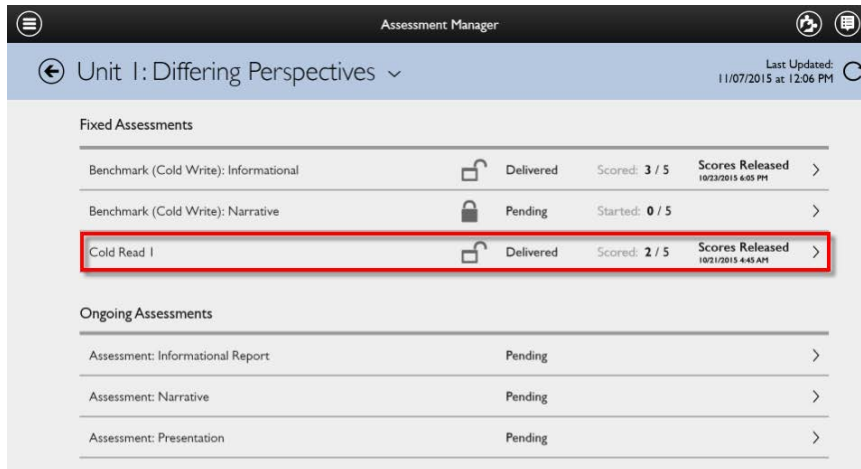 Assessment Manager
Unit 1: Differing Perspectives
Last Updated:
11/07/2015 at 12:06 PM
Fixed Assessments
Benchmark (Cold Write): Informational Delivered Scored: 3 / 5 Scores Released
10/23/2015 6:05 PM
Benchmark (Cold Write): Narrative Pending Started: 0 / 5
Cold Read 1 Delivered Scored: 2 / 5 Scores Released
10/21/2015 4:45 AM
Ongoing Assessments
Assessment: Informational Report Pending
Assessment: Narrative Pending
Assessment: Presentation Pending